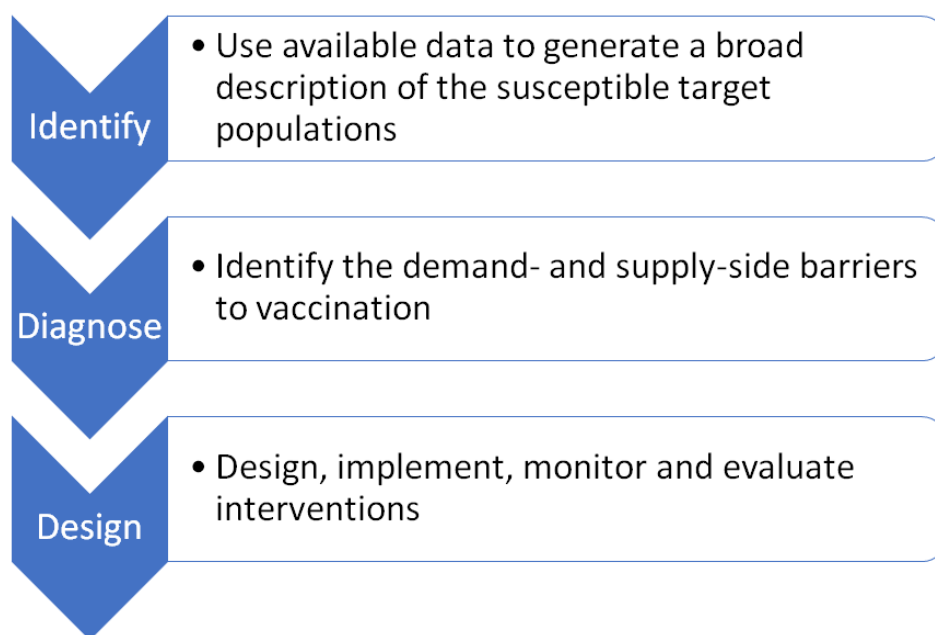 Identify
• Use available data to generate a broad
description of the susceptible target
populations
Diagnose
• Identify the demand- and supply-side barriers
to vaccination
Design
• Design, implement, monitor and evaluate
interventions